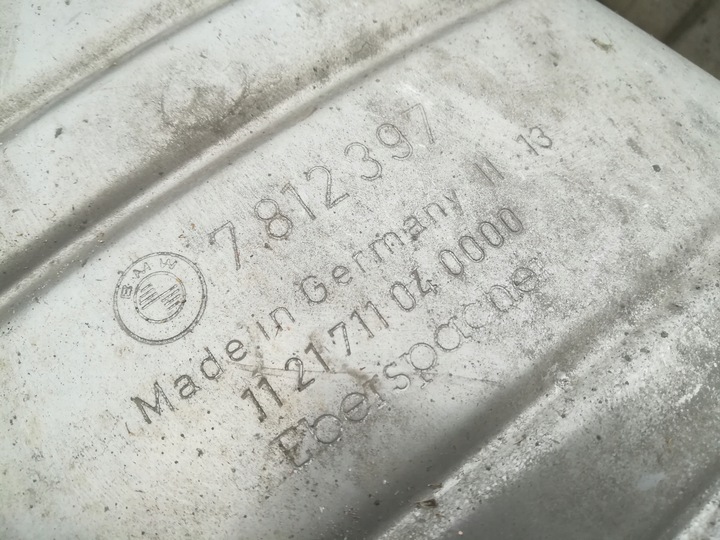 BMW
7.812 397
Made in Germany 11 13
11 21 711 04 0000
Eberspächer